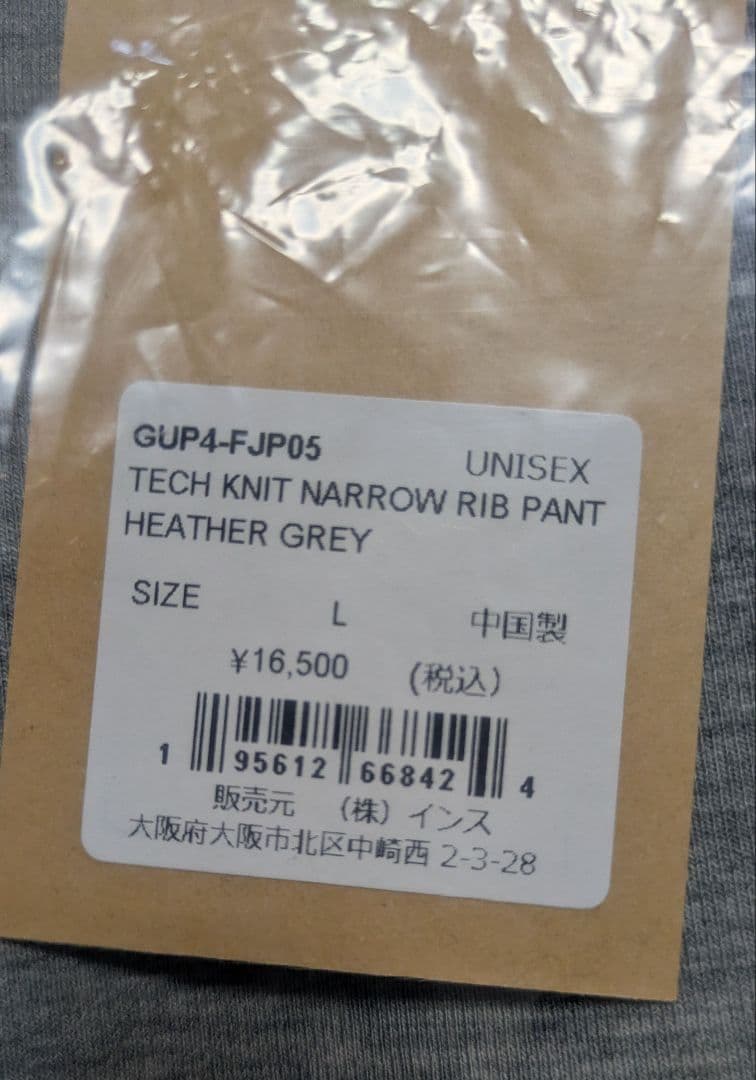 GUP4-FJP05 UNISEX
TECH KNIT NARROW RIB PANT
HEATHER GREY
SIZE L 中国製
¥16,500 (税込)
1 95612 66842 4
販売元 (株) インス
大阪府大阪市北区中崎西 2-3-28